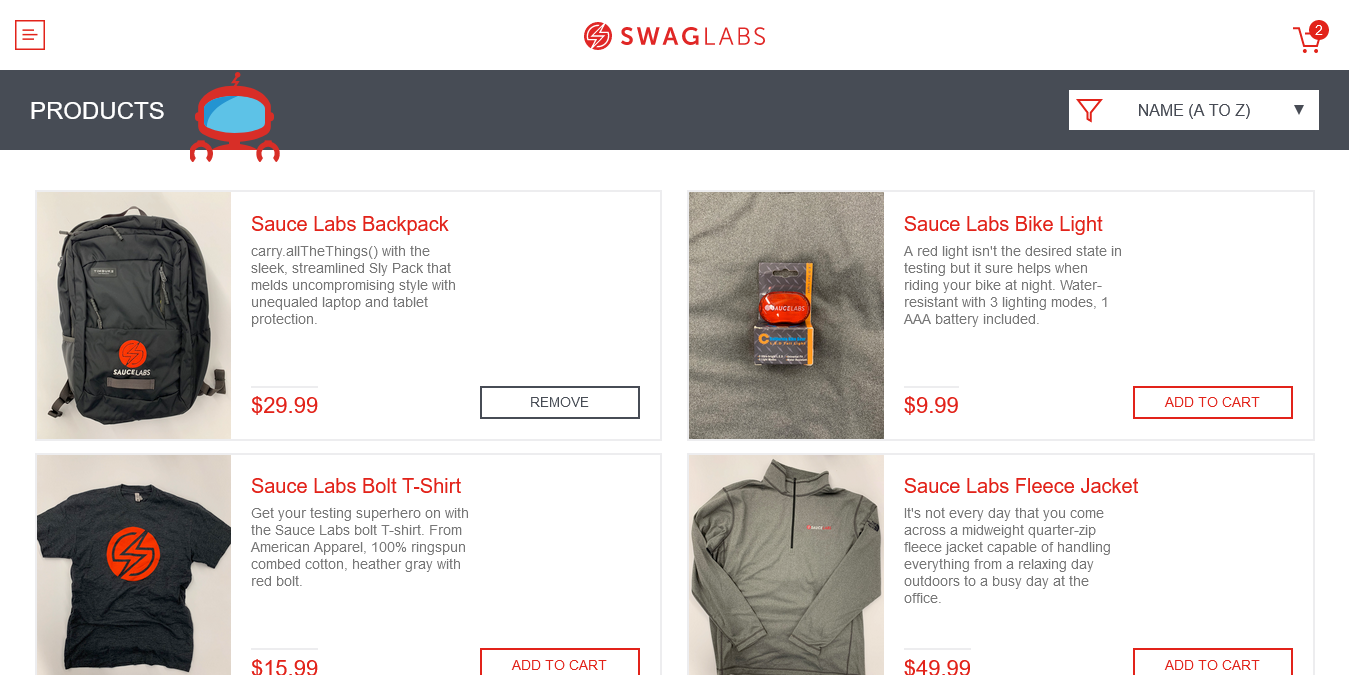 SWAGLABS
2
PRODUCTS
NAME (A TO Z)
Sauce Labs Backpack
carry.allTheThings() with the
sleek, streamlined Sly Pack that
melds uncompromising style with
unequaled laptop and tablet
protection.
$29.99
REMOVE
SAUCELABS
Sauce Labs Bike Light
A red light isn't the desired state in
testing but it sure helps when
riding your bike at night. Water-
resistant with 3 lighting modes, 1
AAA battery included.
$9.99
ADD TO CART
SAUCELABS
Sauce Labs Bolt T-Shirt
Get your testing superhero on with
the Sauce Labs bolt T-shirt. From
American Apparel, 100% ringspun
combed cotton, heather gray with
red bolt.
$15.99
ADD TO CART
Sauce Labs Fleece Jacket
It's not every day that you come
across a midweight quarter-zip
fleece jacket capable of handling
everything from a relaxing day
outdoors to a busy day at the
office.
$49.99
ADD TO CART